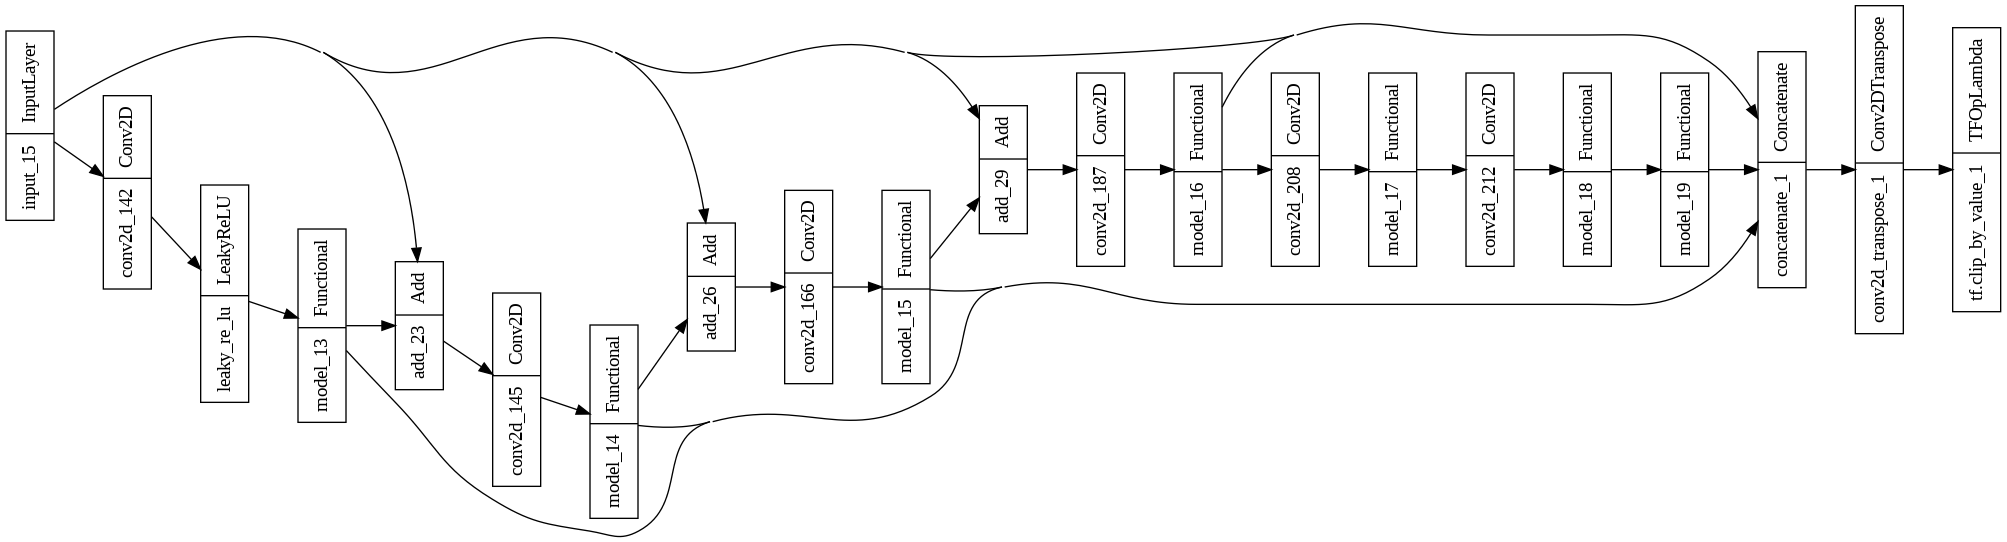 input_15
InputLayer
conv2d_142
Conv2D
leaky_re_lu
LeakyReLU
model_13
Functional
add_23
Add
conv2d_145
Conv2D
model_14
Functional
add_26
Add
conv2d_166
Conv2D
model_15
Functional
add_29
Add
conv2d_187
Conv2D
model_16
Functional
conv2d_208
Conv2D
model_17
Functional
conv2d_212
Conv2D
model_18
Functional
model_19
Functional
concatenate_1
Concatenate
conv2d_transpose_1
Conv2DTranspose
tf.clip_by_value_1
TFOpLambda